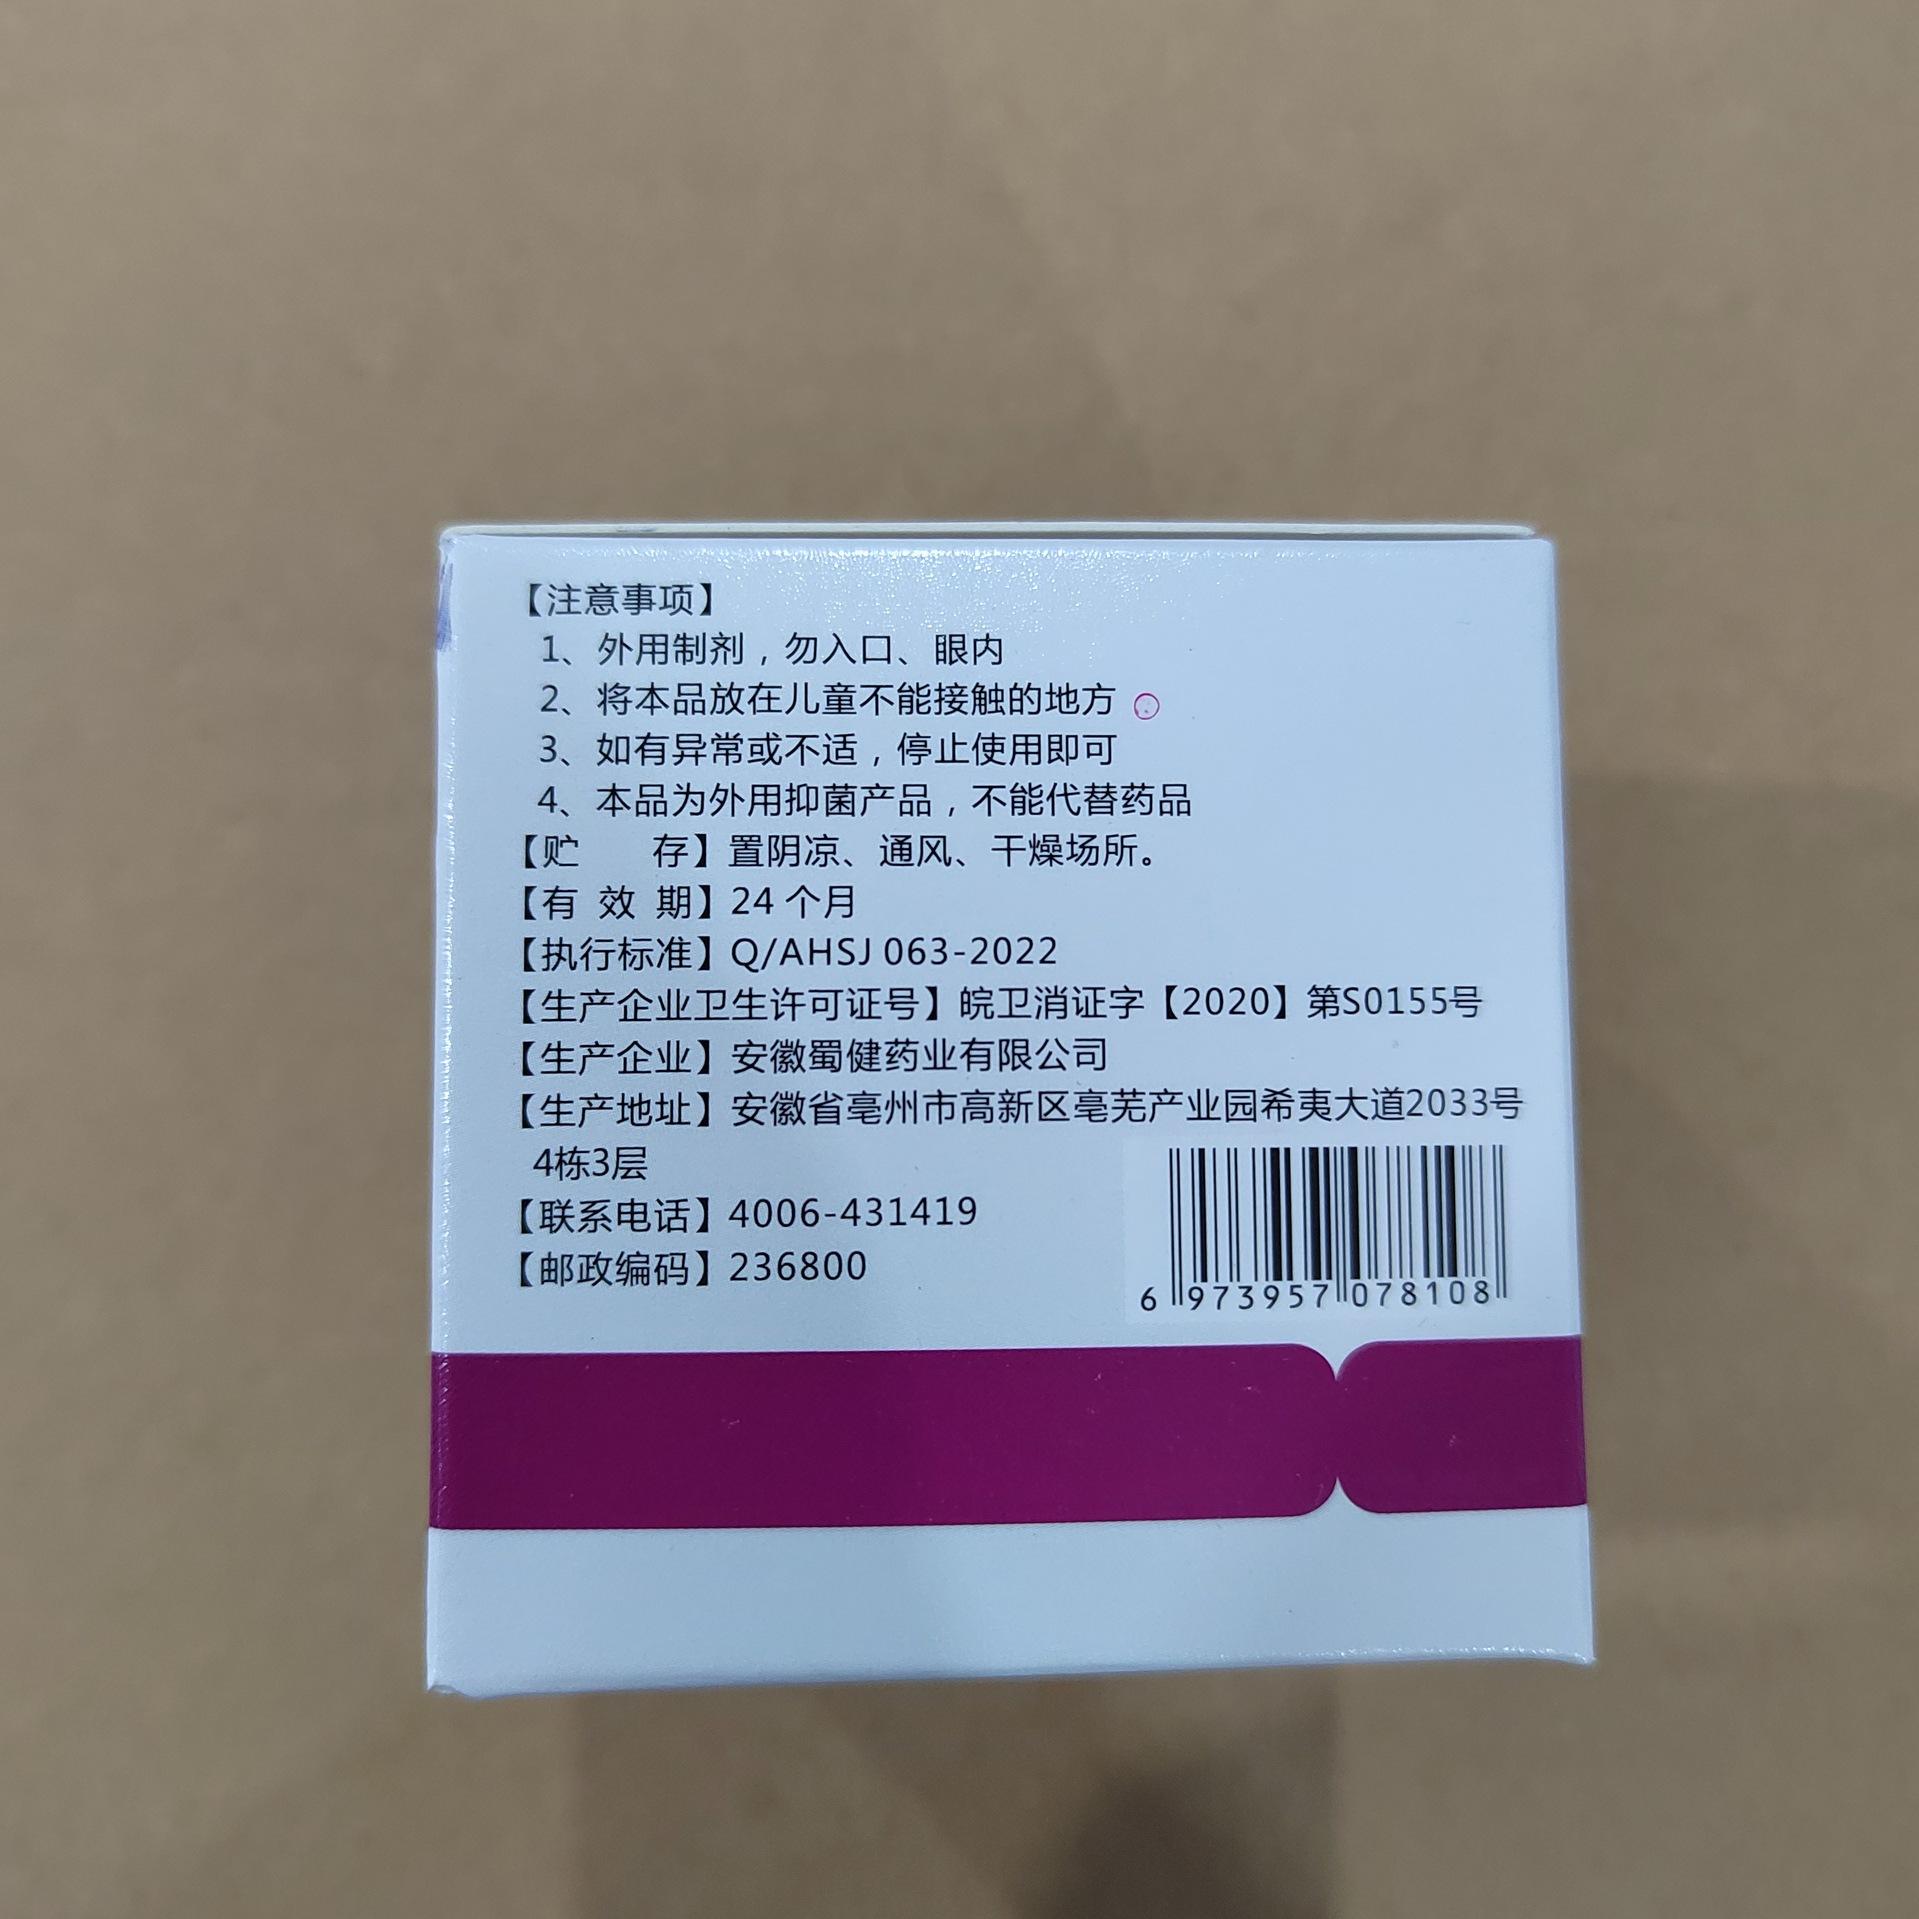 【注意事项】
1、外用制剂，勿入口、眼内
2、将本品放在儿童不能接触的地方
3、如有异常或不适，停止使用即可
4、本品为外用抑菌产品，不能代替药品
【贮 存】置阴凉、通风、干燥场所。
【有 效 期】24 个月
【执行标准】Q/AHSJ 063-2022
【生产企业卫生许可证号】皖卫消证字【2020】第S0155号
【生产企业】安徽蜀健药业有限公司
【生产地址】安徽省亳州市高新区亳芜产业园希夷大道2033号
4栋3层
【联系电话】4006-431419
【邮政编码】236800
6 973957 078108